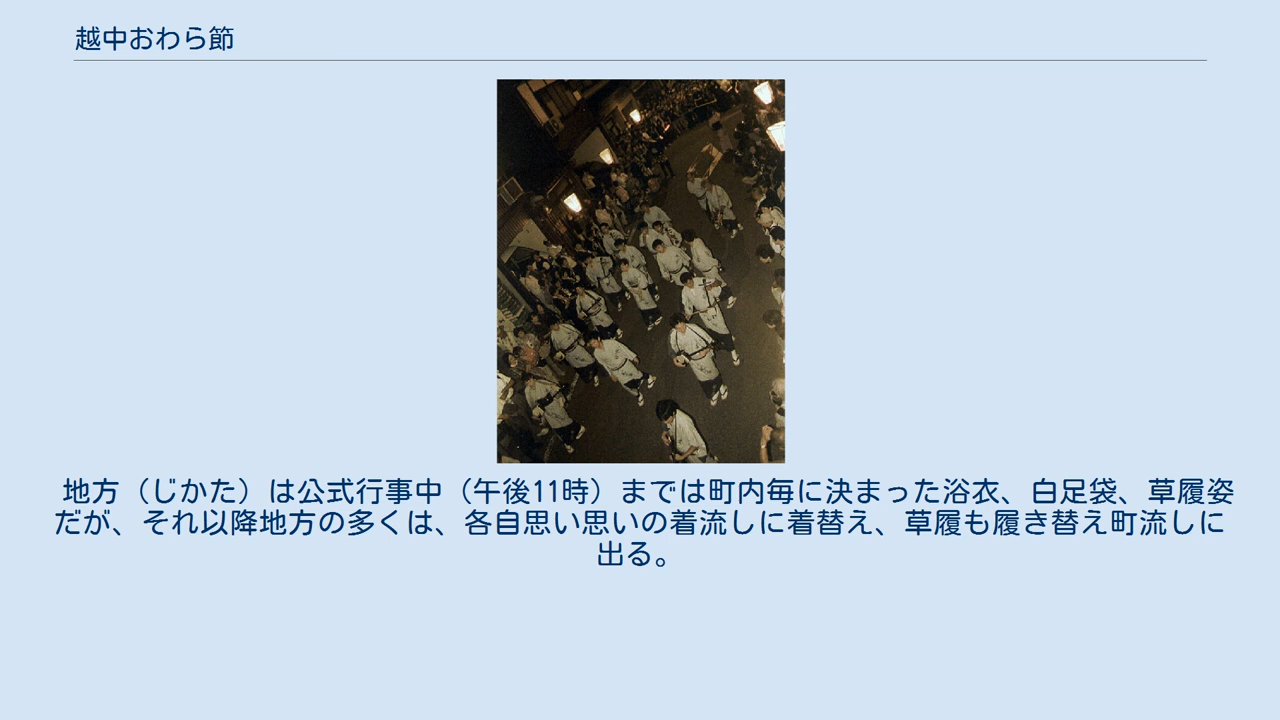 越中おわら節
地方（じかた）は公式行事中（午後11時）までは町内毎に決まった浴衣、白足袋、草履姿
だが、それ以降地方の多くは、各自思い思いの着流しに着替え、草履も履き替え町流しに
出る。